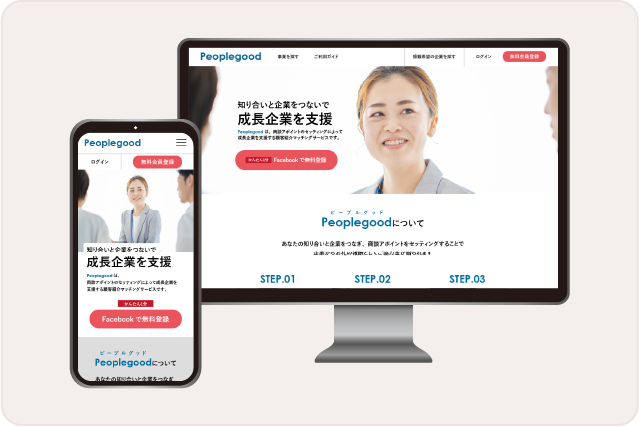 Peoplegood
事業を探す
ご利用ガイド
掲載希望の企業を探す
ログイン
無料会員登録
知り合いと企業をつないで
成長企業を支援
Peoplegood は、商談アポイントのセッティングによって
成長企業を支援する顧客紹介マッチングサービスです。
かんたん1分 Facebook で無料登録
ピープルグッド
Peoplegoodについて
あなたの知り合いと企業をつなぎ、商談アポイントをセッティングすることで
STEP.01
STEP.02
STEP.03
Peoplegood
ログイン
無料会員登録
知り合いと企業をつないで
成長企業を支援
Peoplegood は、
商談アポイントのセッティングによって成長企業を
支援する顧客紹介マッチングサービスです。
かんたん1分
Facebook で無料登録
ピープルグッド
Peoplegoodについて
あなたの知り合いと企業をつなぎ